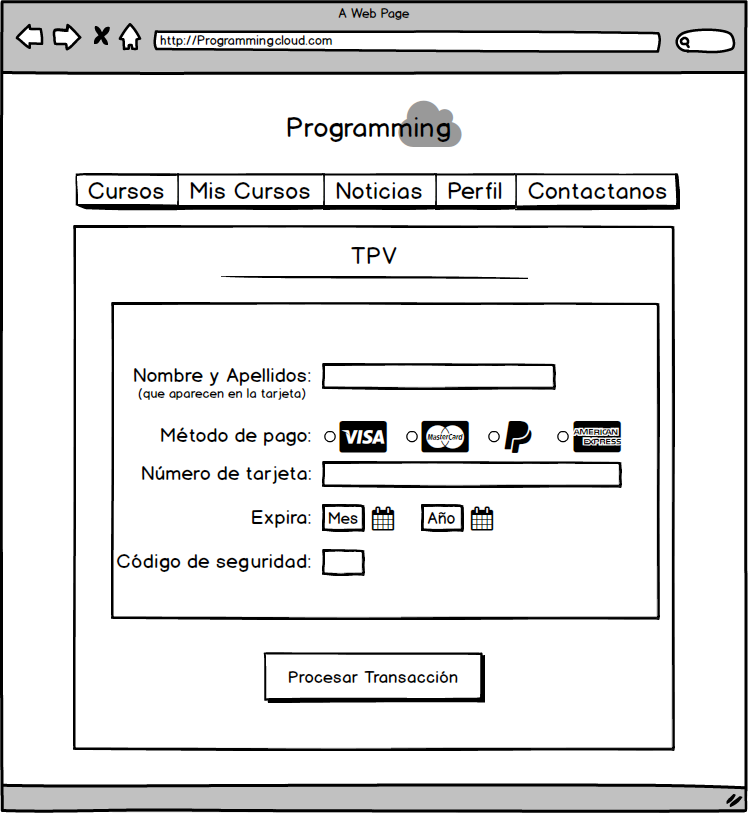 A Web Page
http://Programmingcloud.com
Programming
Cursos Mis Cursos Noticias Perfil Contactanos
TPV
Nombre y Apellidos:
(que aparecen en la tarjeta)
Método de pago: VISA MasterCard P AMERICAN EXPRESS
Número de tarjeta:
Expira: Mes Año
Código de seguridad:
Procesar Transacción